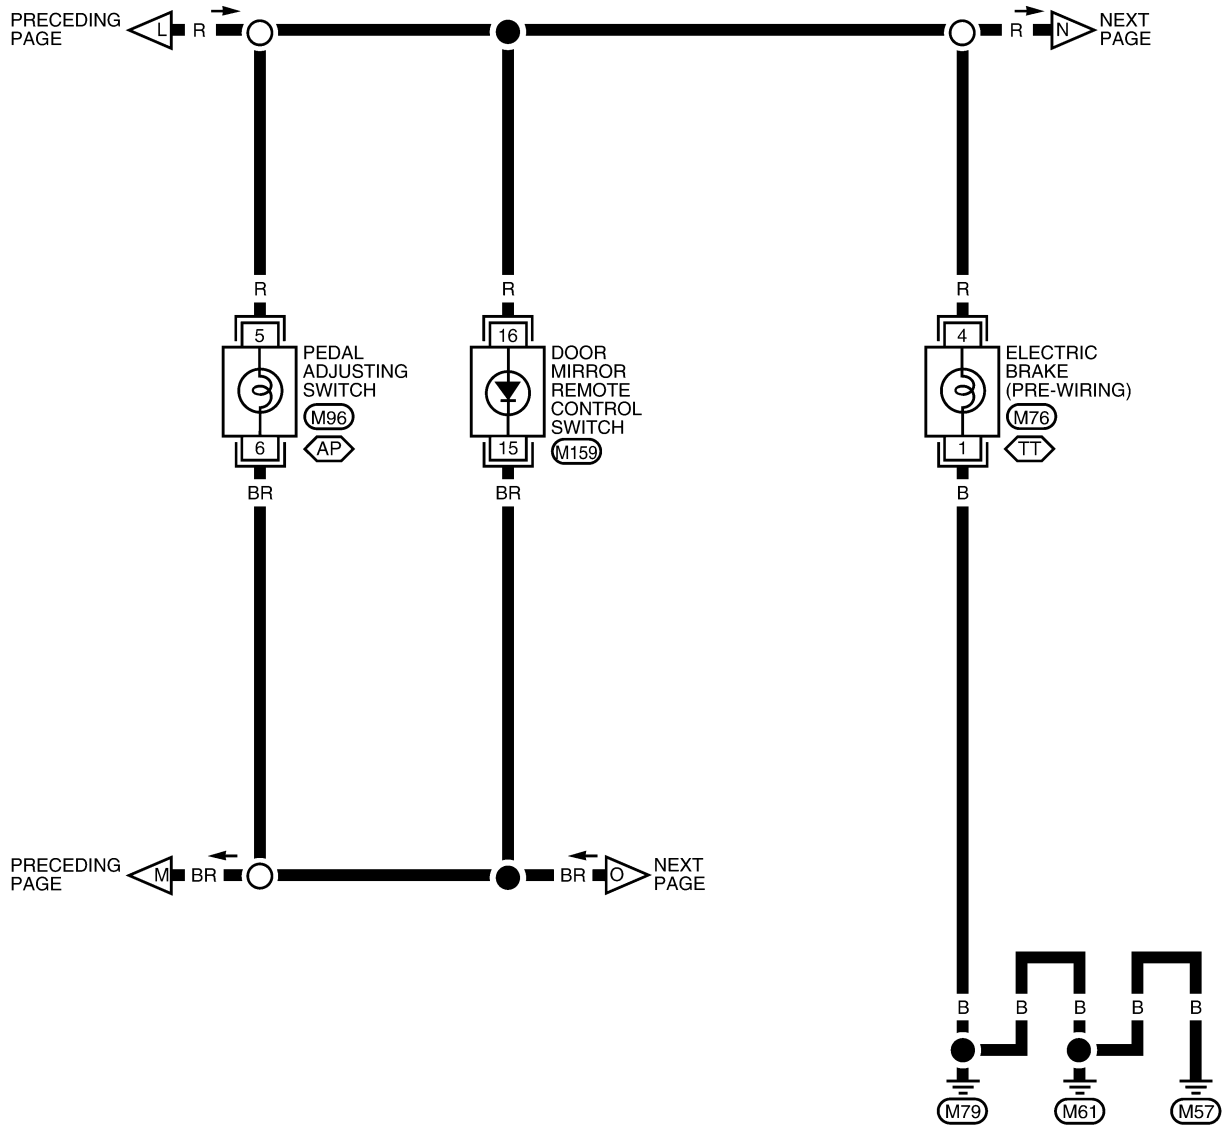 PRECEDING
PAGE
L
R
R
N
NEXT
PAGE
R
R
R
5
PEDAL
ADJUSTING
SWITCH
M96
AP
6
16
DOOR
MIRROR
REMOTE
CONTROL
SWITCH
M159
15
4
ELECTRIC
BRAKE
(PRE-WIRING)
M76
TT
1
BR
BR
B
PRECEDING
PAGE
M
BR
BR
O
NEXT
PAGE
B
B
B
B
B
M79
M61
M57